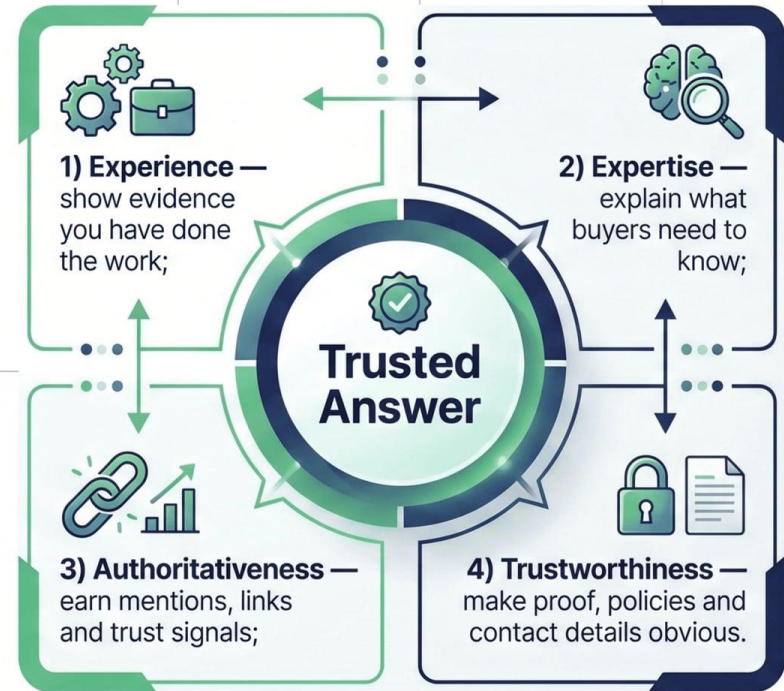 1) Experience —
show evidence
you have done
the work;
2) Expertise —
explain what
buyers need to
know;
Trusted
Answer
3) Authoritativeness —
earn mentions, links
and trust signals;
4) Trustworthiness —
make proof, policies and
contact details obvious.